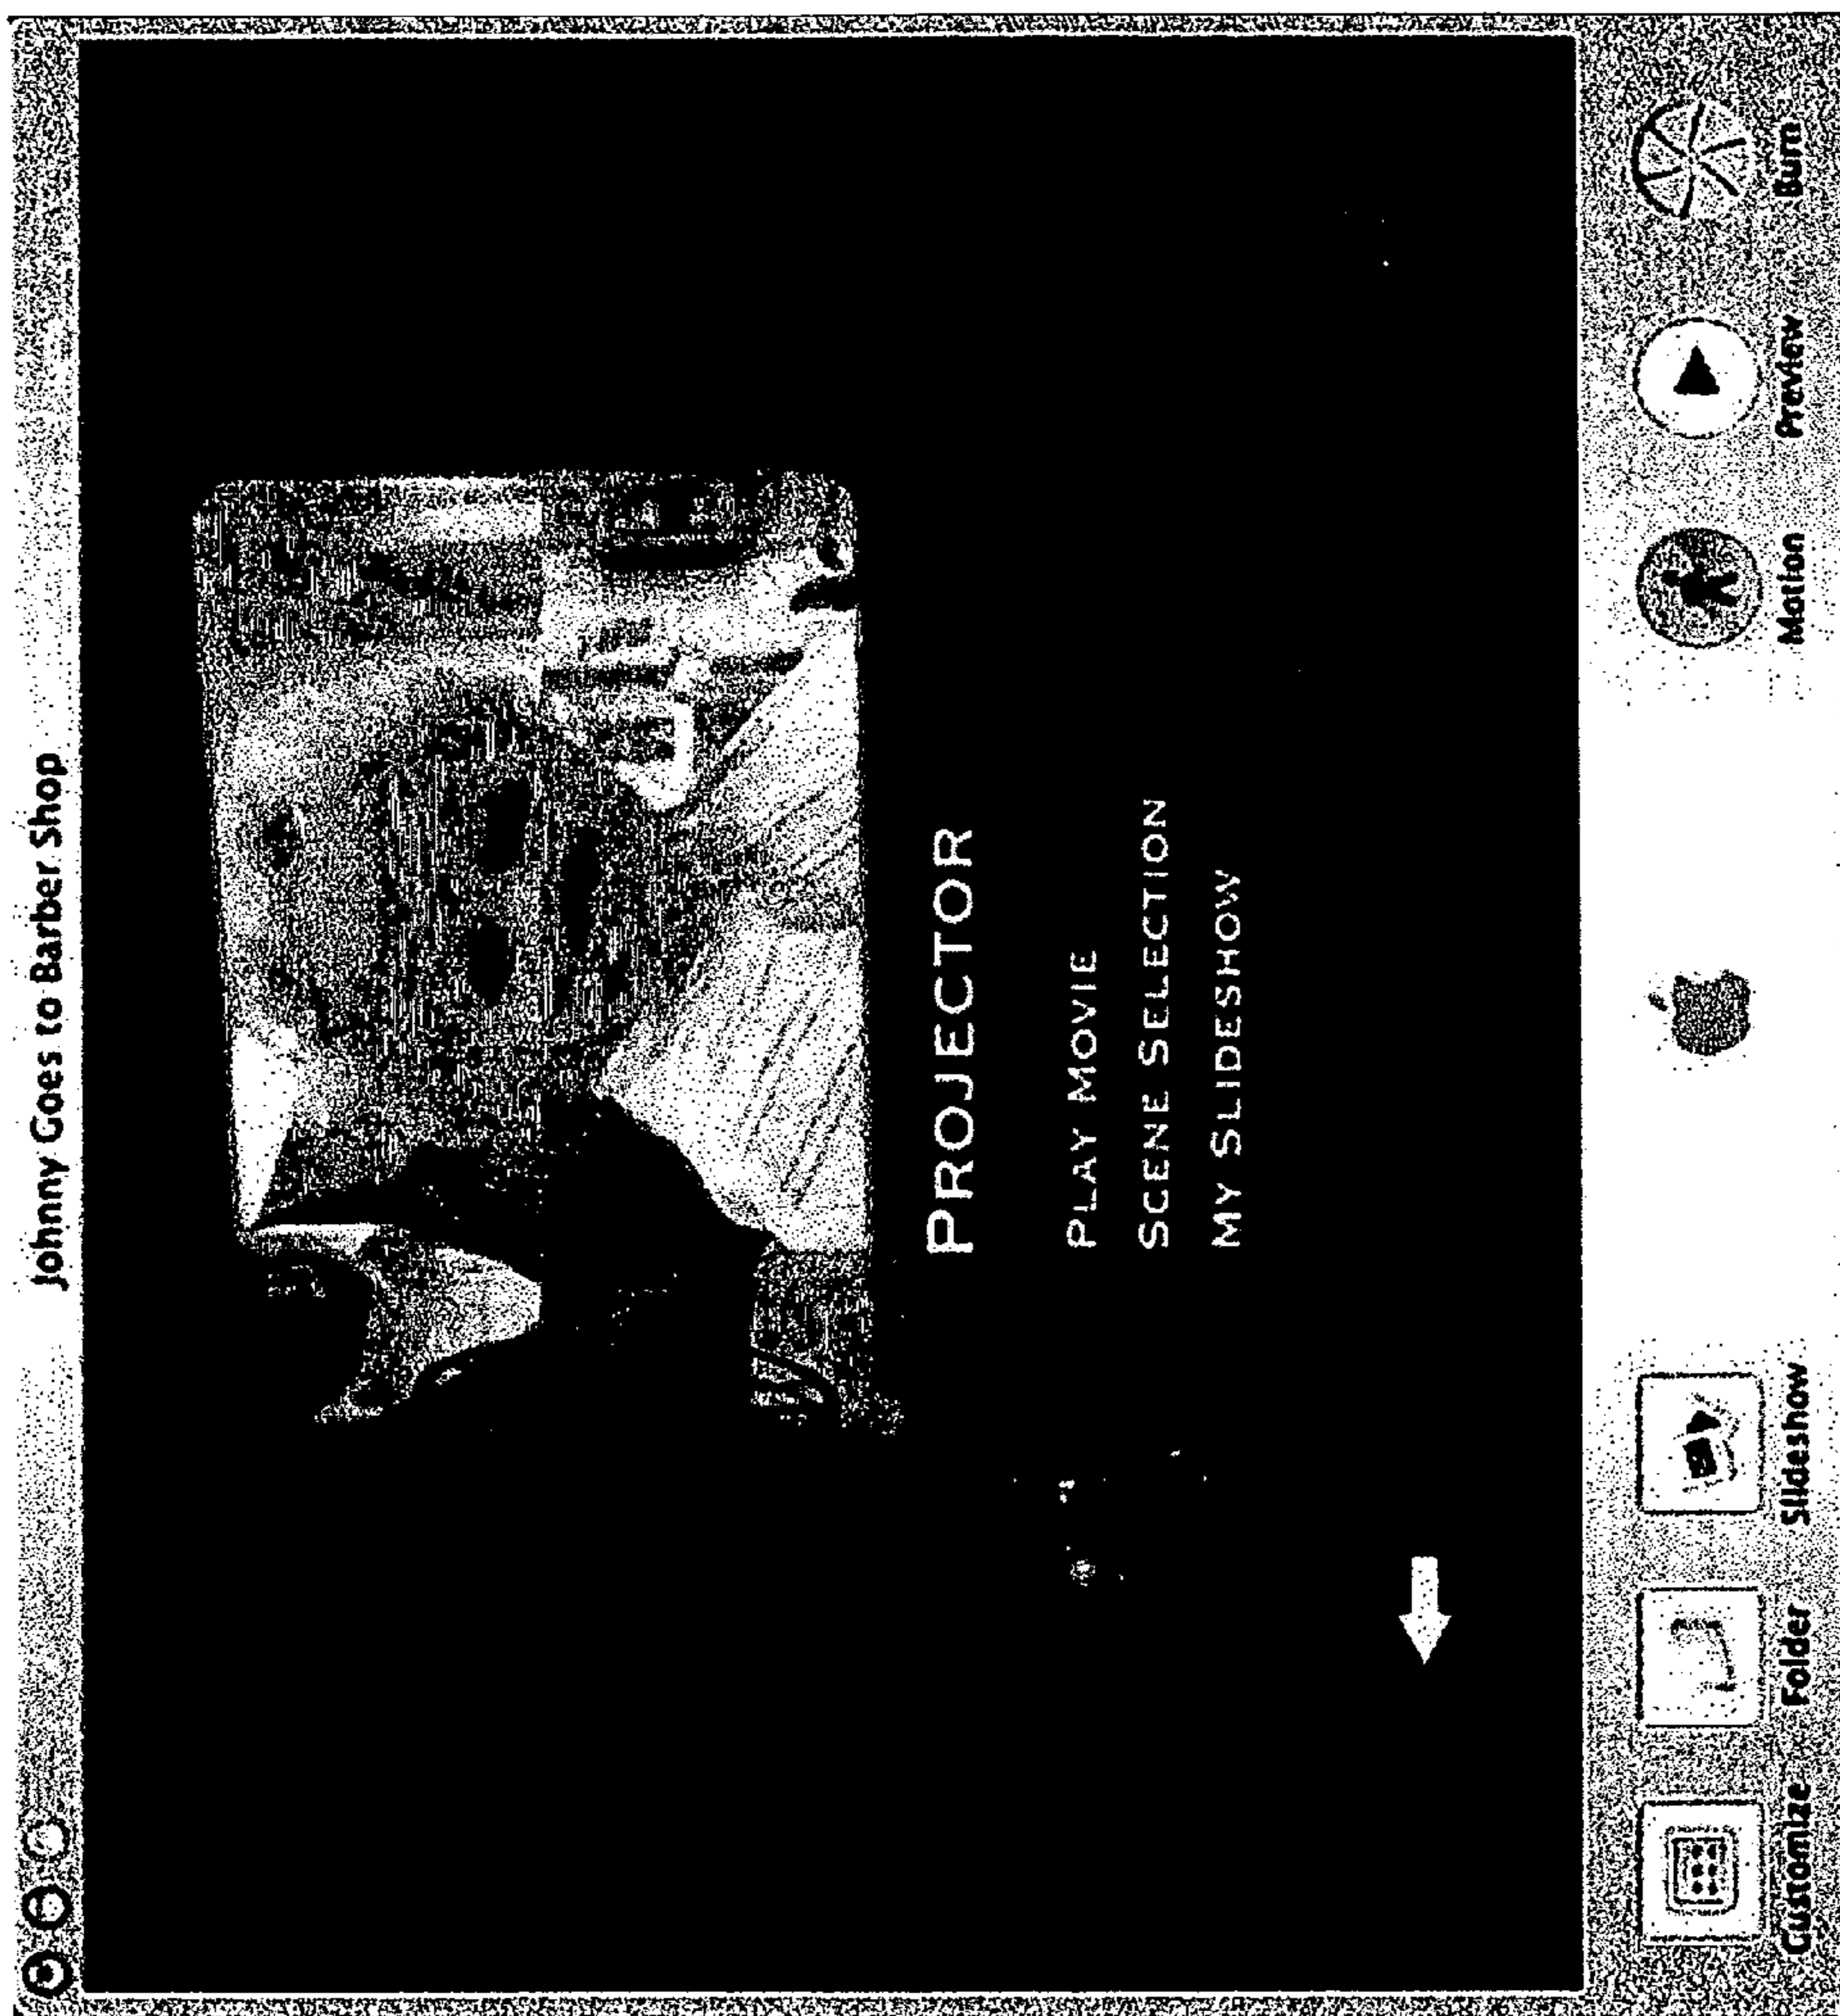 Johnny Goes to Barber Shop
PROJECTOR
PLAY MOVIE
SCENE SELECTION
MY SLIDESHOW
Customize Folder Slideshow Motion Preview Burn